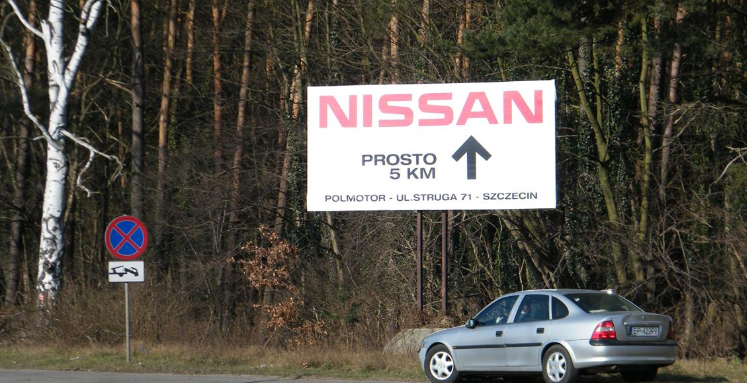 NISSAN
PROSTO
5 KM
POLMOTOR - UL.STRUGA 71 - SZCZECIN